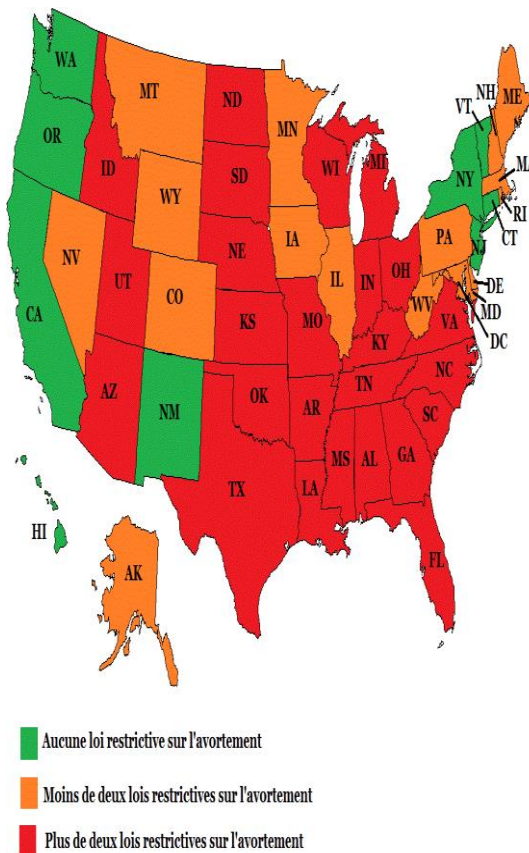 WA
MT
ND
MN
OR
ID
SD
WI
MI
WY
NE
IA
NV
UT
CO
CA
KS
MO
IL
IN
OH
PA
NY
VT
NH
ME
RI
CT
NJ
DE
MD
DC
WV
VA
KY
NC
TN
SC
AZ
NM
OK
AR
MS
AL
GA
TX
LA
FL
HI
AK
Aucune loi restrictive sur l'avortement
Moins de deux lois restrictives sur l'avortement
Plus de deux lois restrictives sur l'avortement